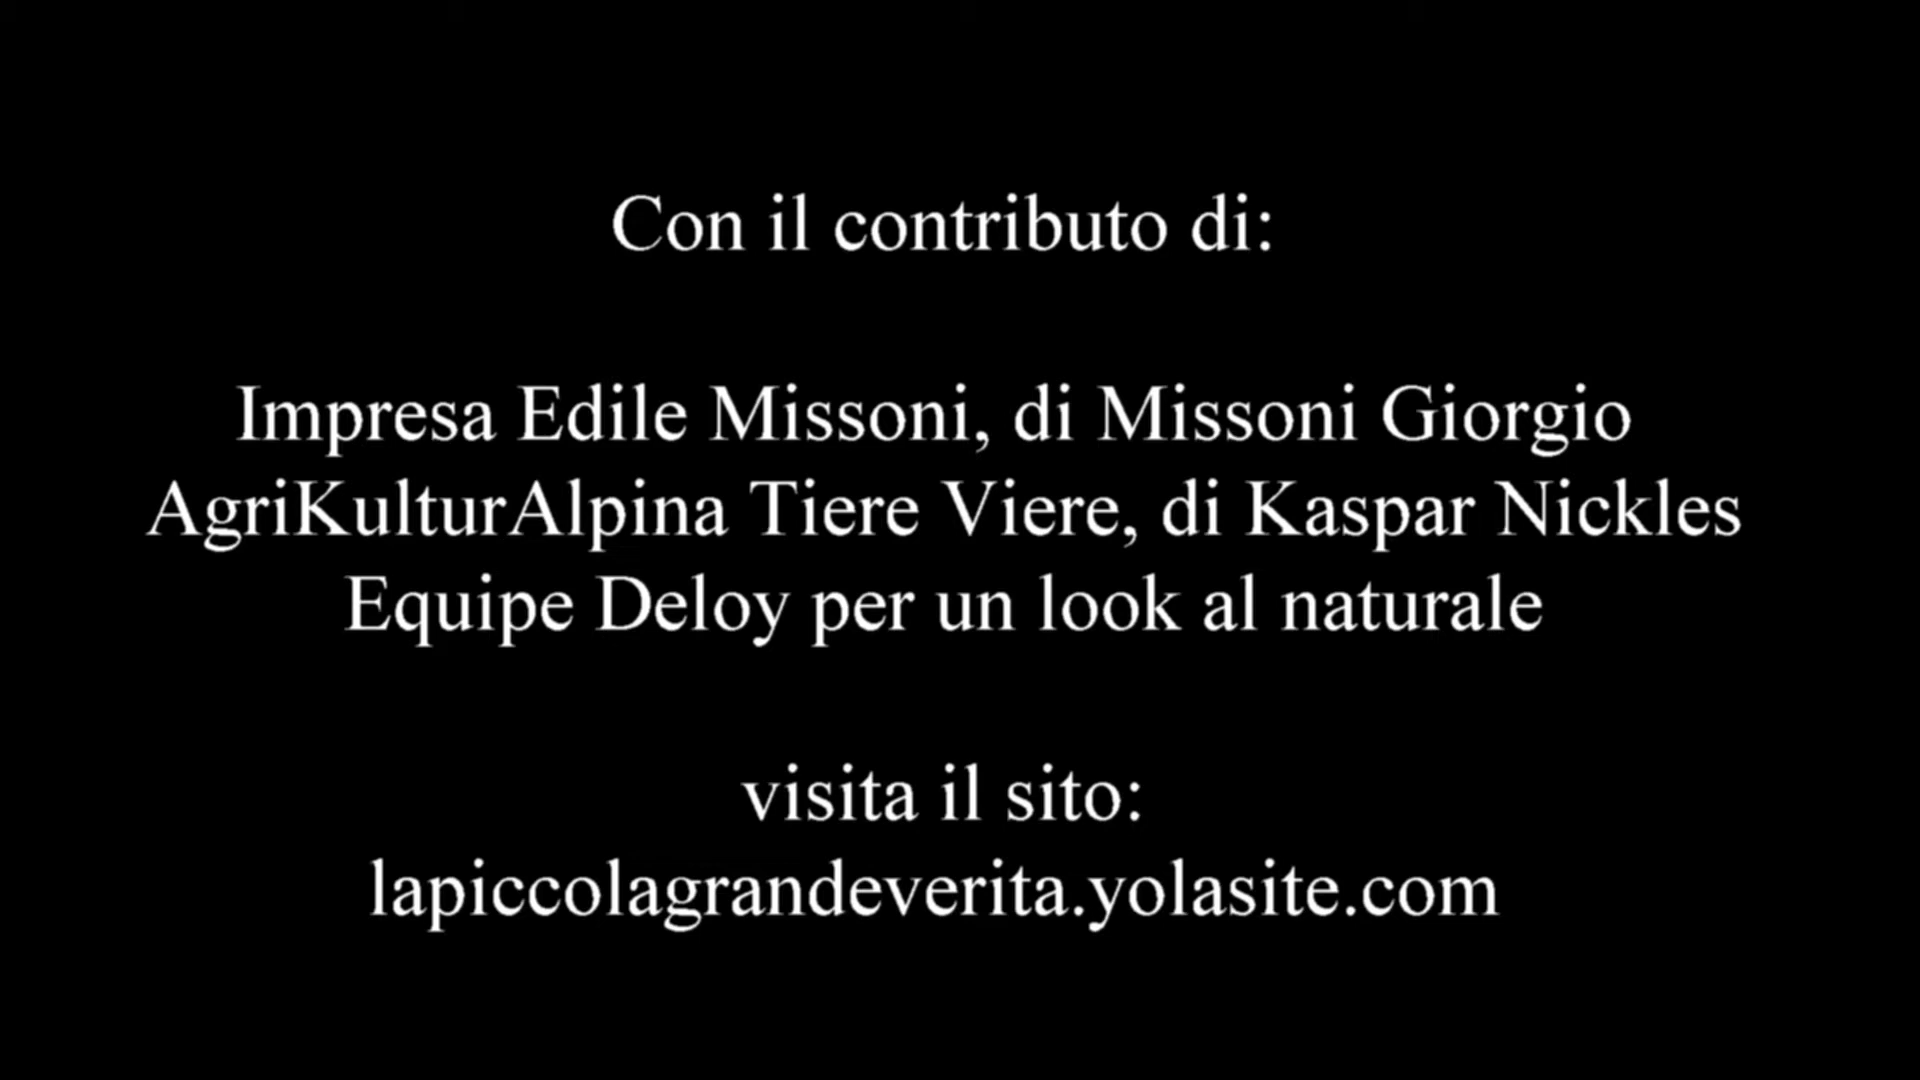 Con il contributo di:
Impresa Edile Missoni, di Missoni Giorgio
AgriKulturAlpina Tiere Viere, di Kaspar Nickles
Equipe Deloy per un look al naturale
visita il sito:
lapiccolagrandeverita.yolasite.com